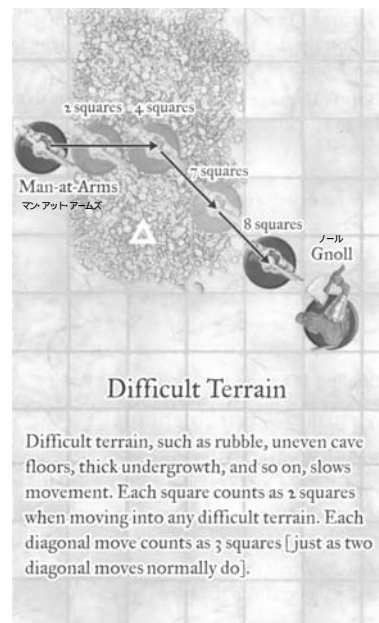 2 squares 4 squares
7 squares
Man-at-Arms
マン・アット・アームズ
8 squares
ノール
Gnoll
Difficult Terrain
Difficult terrain, such as rubble, uneven cave
floors, thick undergrowth, and so on, slows
movement. Each square counts as 2 squares
when moving into any difficult terrain. Each
diagonal move counts as 3 squares [just as two
diagonal moves normally do].